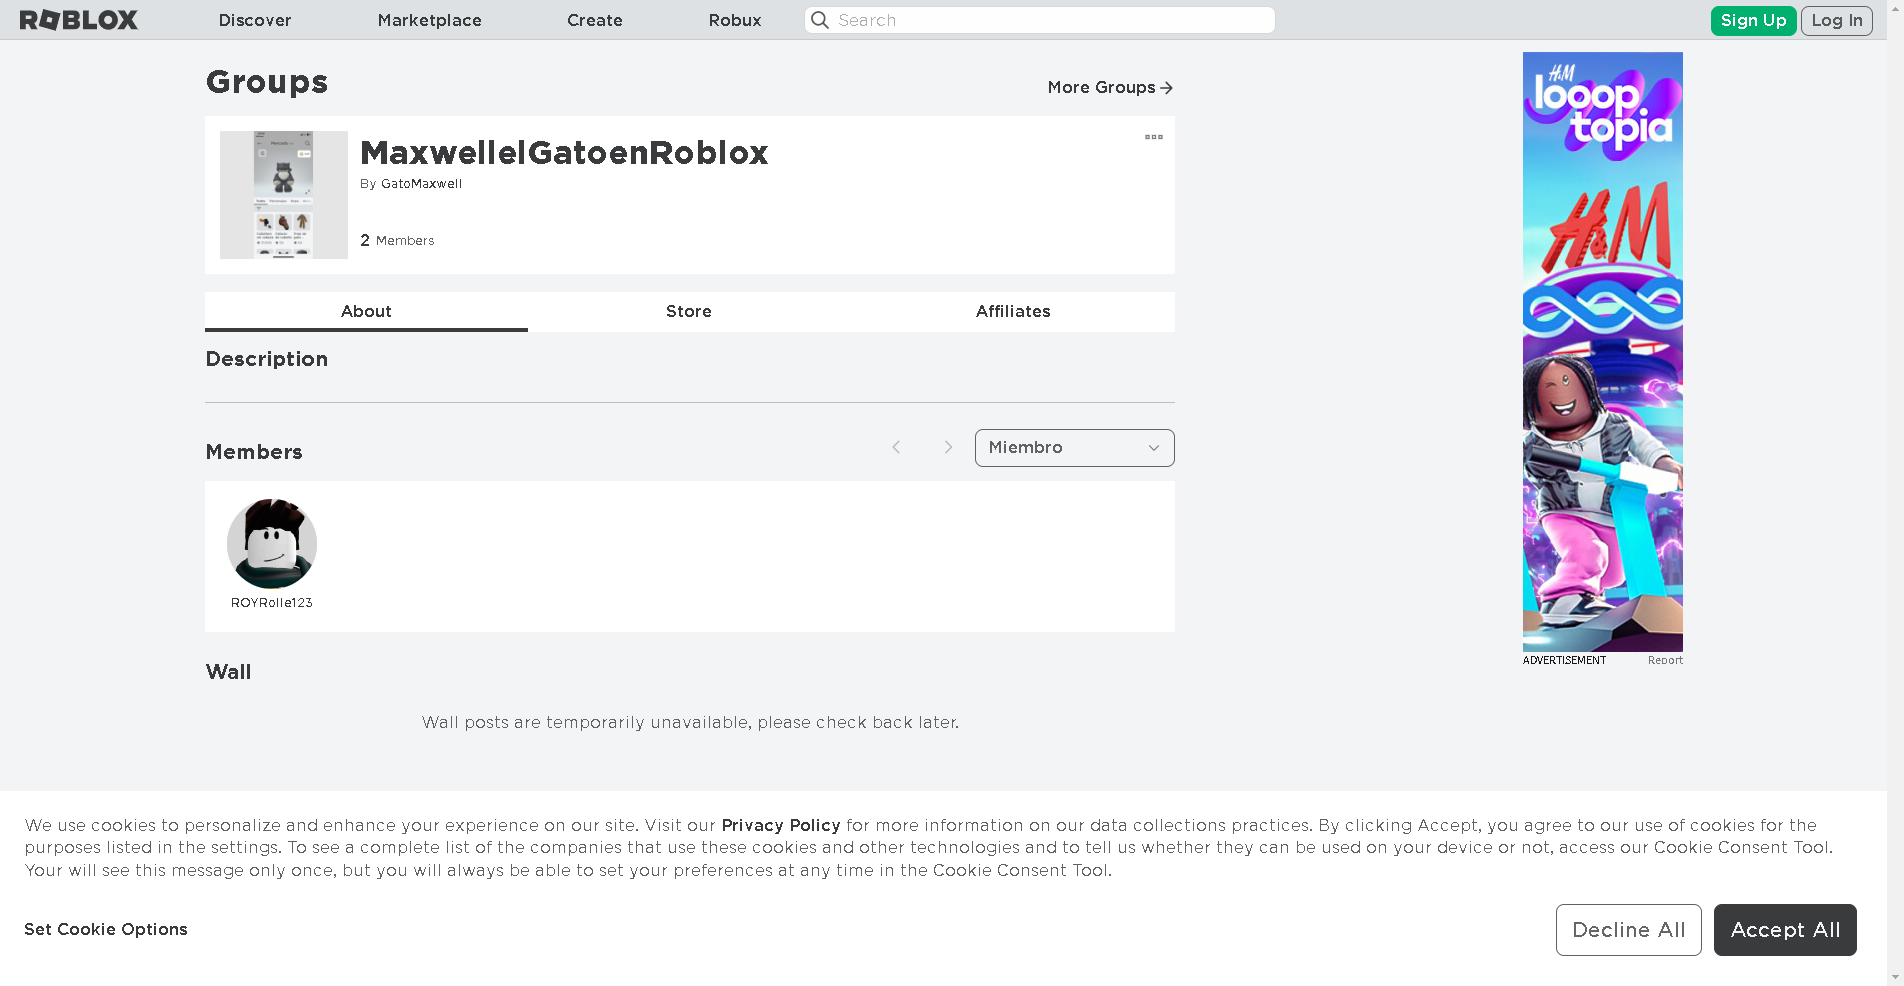 ROBLOX
Discover
Marketplace
Create
Robux
Search
Sign Up
Log In
Groups
More Groups
MaxwellelGatoenRoblox
By GatoMaxwell
2 Members
About
Store
Affiliates
Description
Members
Miembro
ROYRolle123
Wall
Wall posts are temporarily unavailable, please check back later.
H&M
looop
topia
H&M
ADVERTISEMENT
Report
We use cookies to personalize and enhance your experience on our site. Visit our Privacy Policy for more information on our data collections practices. By clicking Accept, you agree to our use of cookies for the
purposes listed in the settings. To see a complete list of the companies that use these cookies and other technologies and to tell us whether they can be used on your device or not, access our Cookie Consent Tool.
Your will see this message only once, but you will always be able to set your preferences at any time in the Cookie Consent Tool.
Set Cookie Options
Decline All
Accept All